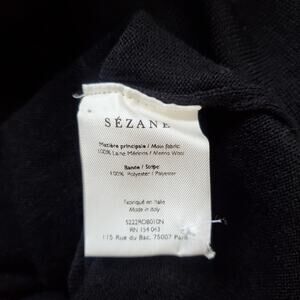 SÉZANE
Matière principale / Main fabric:
100% Laine Mérinos / Merino Wool
Bande / Stripe:
100% Polyester / Polyester
Fabriqué en Italie
Made in Italy
S222RDB010N
RN 154 043
115 Rue du Bac, 75007 Paris